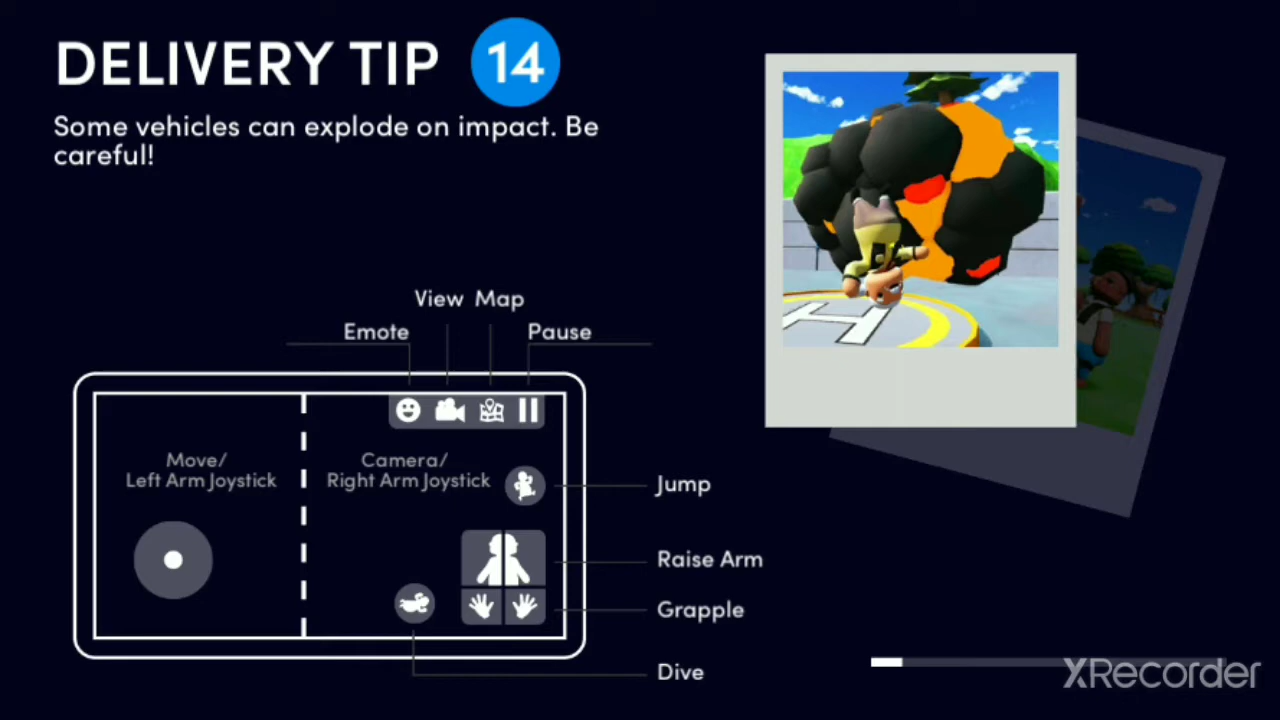 DELIVERY TIP 14
Some vehicles can explode on impact. Be
careful!
View Map
Emote Pause
Move/
Left Arm Joystick
Camera/
Right Arm Joystick
Jump
Raise Arm
Grapple
Dive
H
XRecorder